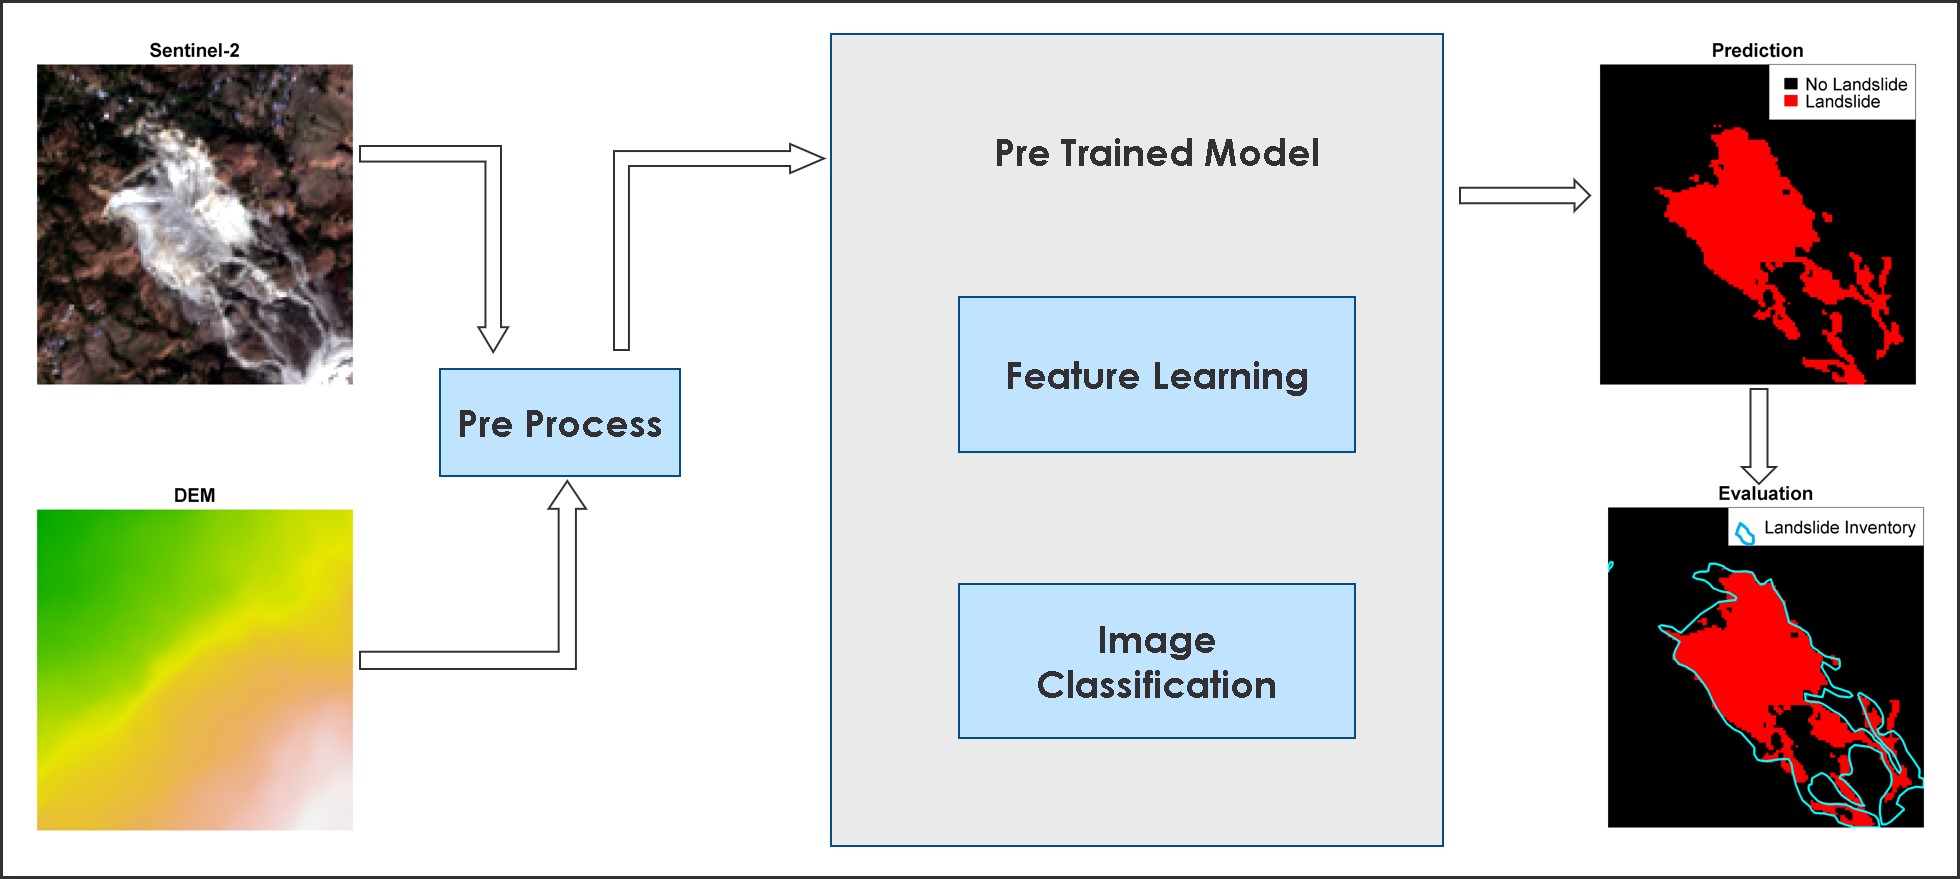 Sentinel-2
DEM
Pre Process
Pre Trained Model
Feature Learning
Image
Classification
Prediction
No Landslide
Landslide
Evaluation
Landslide Inventory